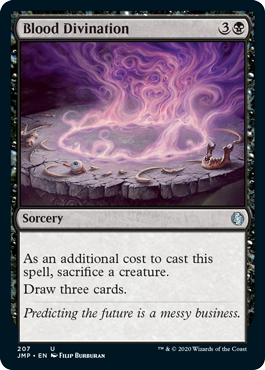 Blood Divination 3
Sorcery
As an additional cost to cast this
spell, sacrifice a creature.
Draw three cards.
Predicting the future is a messy business.
207 U
JMP • EN FILIP BURBURAN
™ & © 2020 Wizards of the Coast